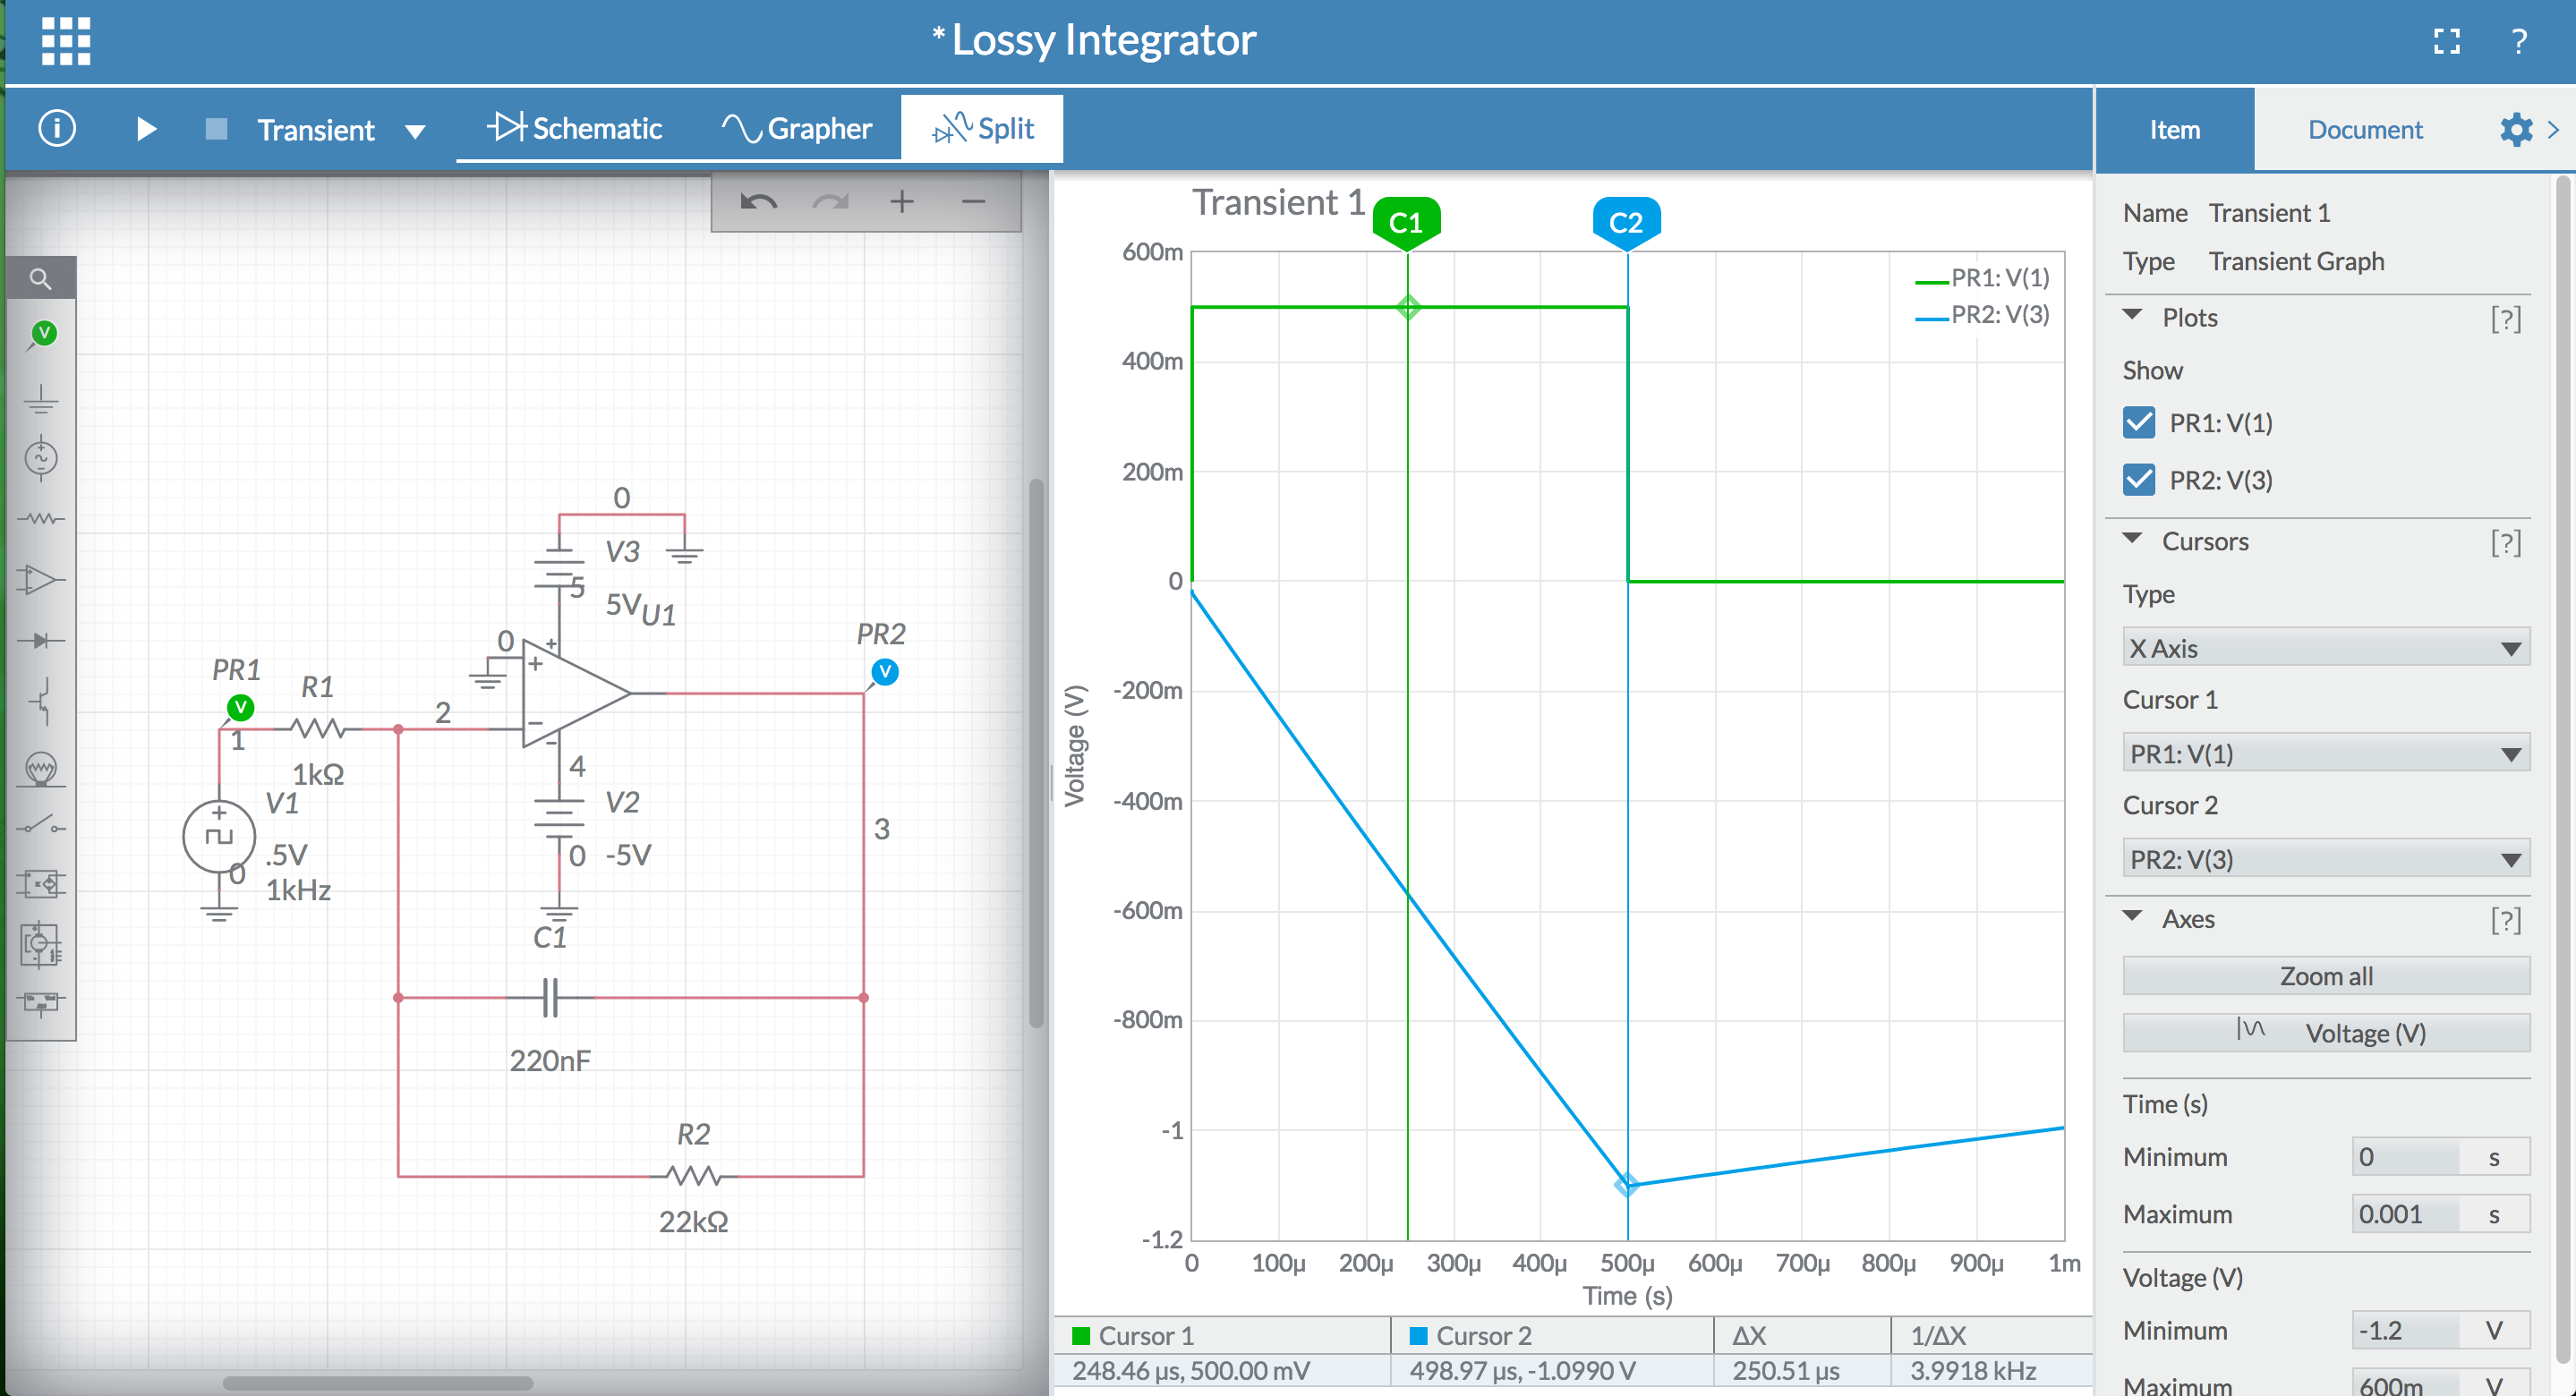 * Lossy Integrator
?
i
Transient
Schematic
Grapher
Split
Item
Document
V
0
V3
5
5V
U1
0
+
+
−
-
PR2
V
PR1
V
R1
1
2
1kΩ
V1
+
.5V
0
1kHz
4
V2
0
-5V
3
C1
220nF
R2
22kΩ
Transient 1
C1
C2
PR1: V(1)
PR2: V(3)
600m
400m
200m
0
-200m
-400m
-600m
-800m
-1
-1.2
Voltage (V)
0
100µ
200µ
300µ
400µ
500µ
600µ
700µ
800µ
900µ
1m
Time (s)
Cursor 1
Cursor 2
ΔX
1/ΔX
248.46 µs, 500.00 mV
498.97 µs, -1.0990 V
250.51 µs
3.9918 kHz
Name Transient 1
Type Transient Graph
Plots [?]
Show
PR1: V(1)
PR2: V(3)
Cursors [?]
Type
X Axis
Cursor 1
PR1: V(1)
Cursor 2
PR2: V(3)
Axes [?]
Zoom all
Voltage (V)
Time (s)
Minimum 0 s
Maximum 0.001 s
Voltage (V)
Minimum -1.2 V
Maximum 600m V